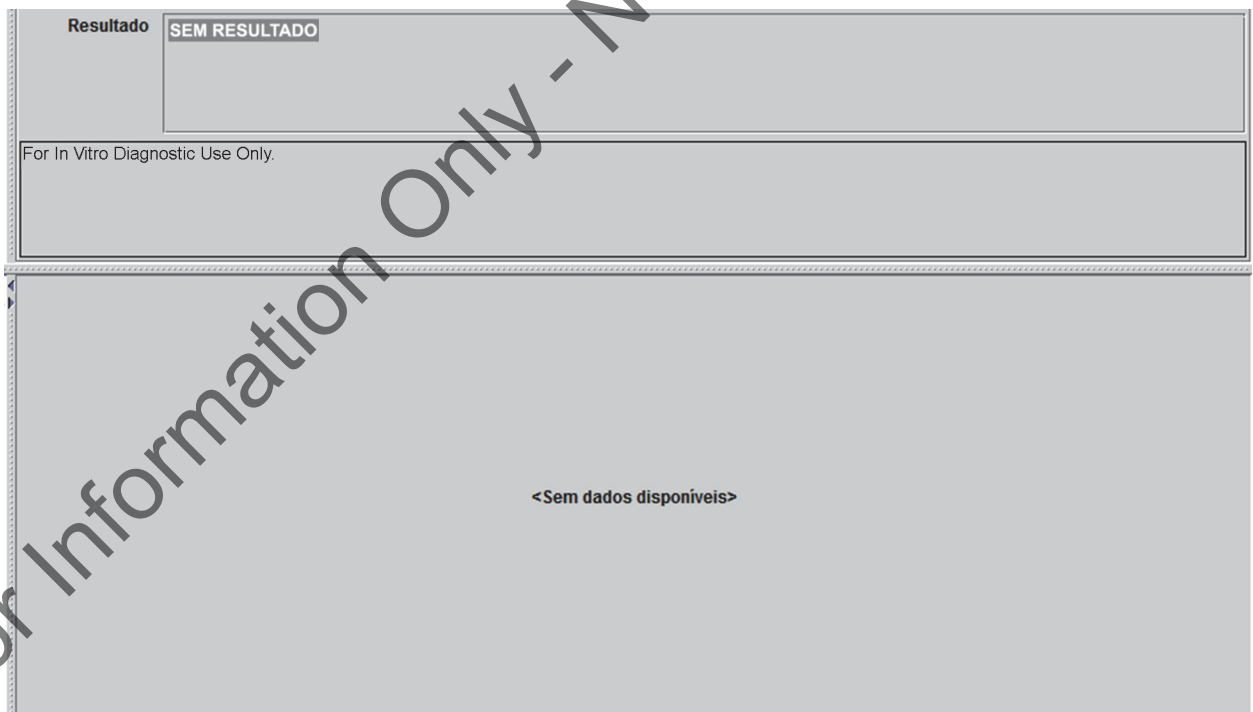 Resultado
SEM RESULTADO
For In Vitro Diagnostic Use Only.
<Sem dados disponíveis>
Information Only -